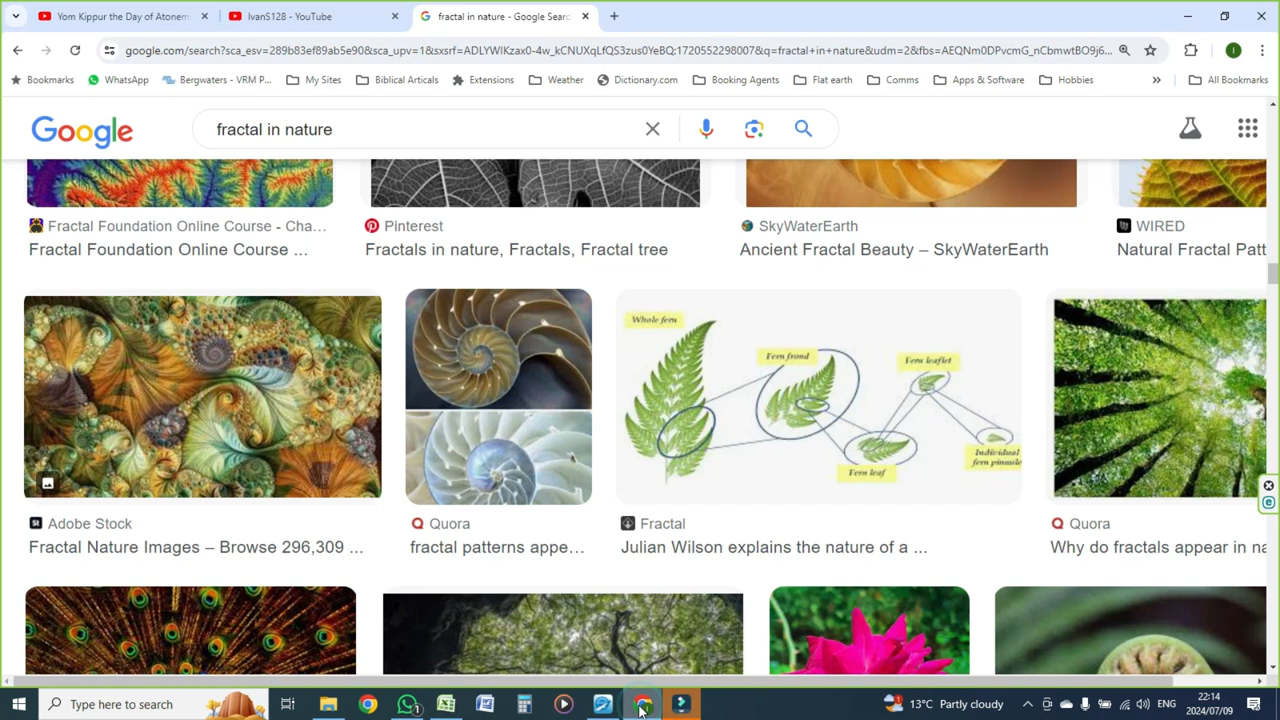 Yom Kippur the Day of Atonem
IvanS128 - YouTube
fractal in nature - Google Searc
google.com/search?sca_esv=289b83ef89ab5e90&sca_upv=1&sxsrf=ADLYWIKzax0-4w_kCNUXqLfQS3zus0YeBQ:1720552298007&q=fractal+in+nature&udm=2&fbs=AEQNm0DPvcmG_nCbmwtBO9j6...
I
Bookmarks
WhatsApp
Bergwaters - VRM P...
My Sites
Biblical Articals
Extensions
Weather
Dictionary.com
Booking Agents
Flat earth
Comms
Apps & Software
Hobbies
All Bookmarks
Google
fractal in nature
Fractal Foundation Online Course - Cha...
Pinterest
SkyWaterEarth
WIRED
Fractal Foundation Online Course ...
Fractals in nature, Fractals, Fractal tree
Ancient Fractal Beauty – SkyWaterEarth
Natural Fractal Patt
Whole fern
Fern frond
Fern leaflet
Fern leaf
Individual
fern pinnule
St Adobe Stock
Quora
Fractal
Quora
Fractal Nature Images – Browse 296,309 ...
fractal patterns appe...
Julian Wilson explains the nature of a ...
Why do fractals appear in na
Type here to search
1
13°C Partly cloudy
ENG
22:14
2024/07/09